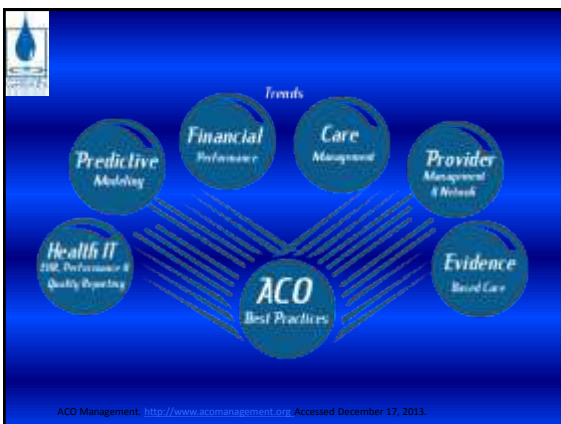 Trends
Financial
Performance
Care
Management
Predictive
Modeling
Provider
Management
& Network
Health IT
EHR, Performance &
Quality Reporting
Evidence
Based Care
ACO
Best Practices
ACO Management. http://www.acomanagement.org Accessed December 17, 2013.